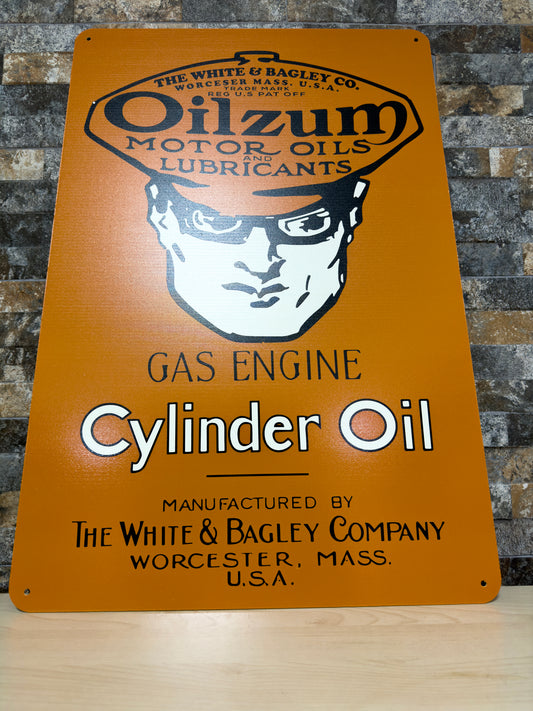 THE WHITE & BAGLEY CO.
WORCESER MASS. U.S.A.
TRADE MARK
REG U.S PAT OFF
Oilzum
MOTOR OILS
AND
LUBRICANTS
GAS ENGINE
Cylinder Oil
MANUFACTURED BY
THE WHITE & BAGLEY COMPANY
WORCESTER, MASS.
U.S.A.